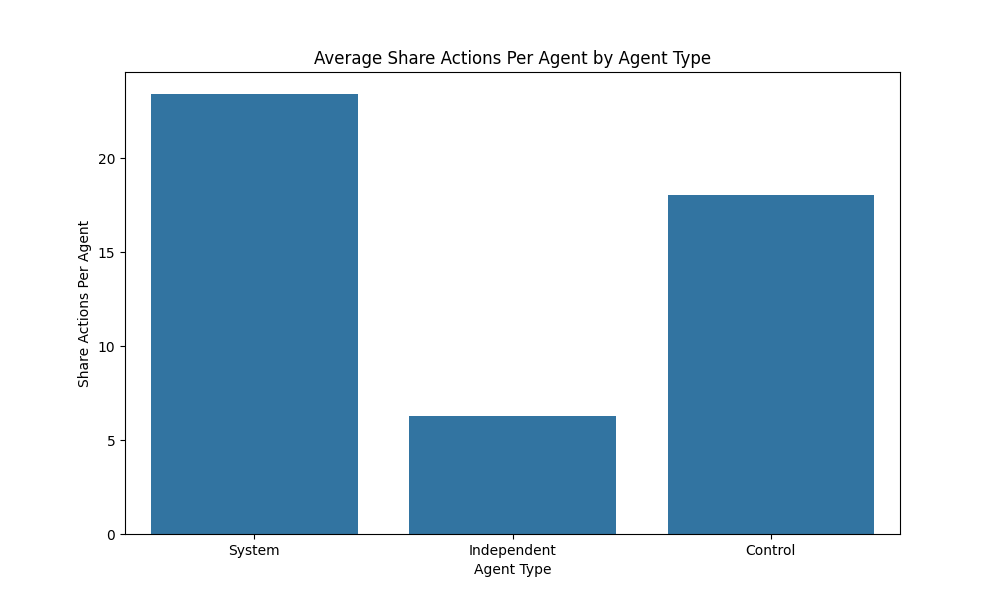 Average Share Actions Per Agent by Agent Type
Share Actions Per Agent
20
15
10
5
0
System
Independent
Control
Agent Type